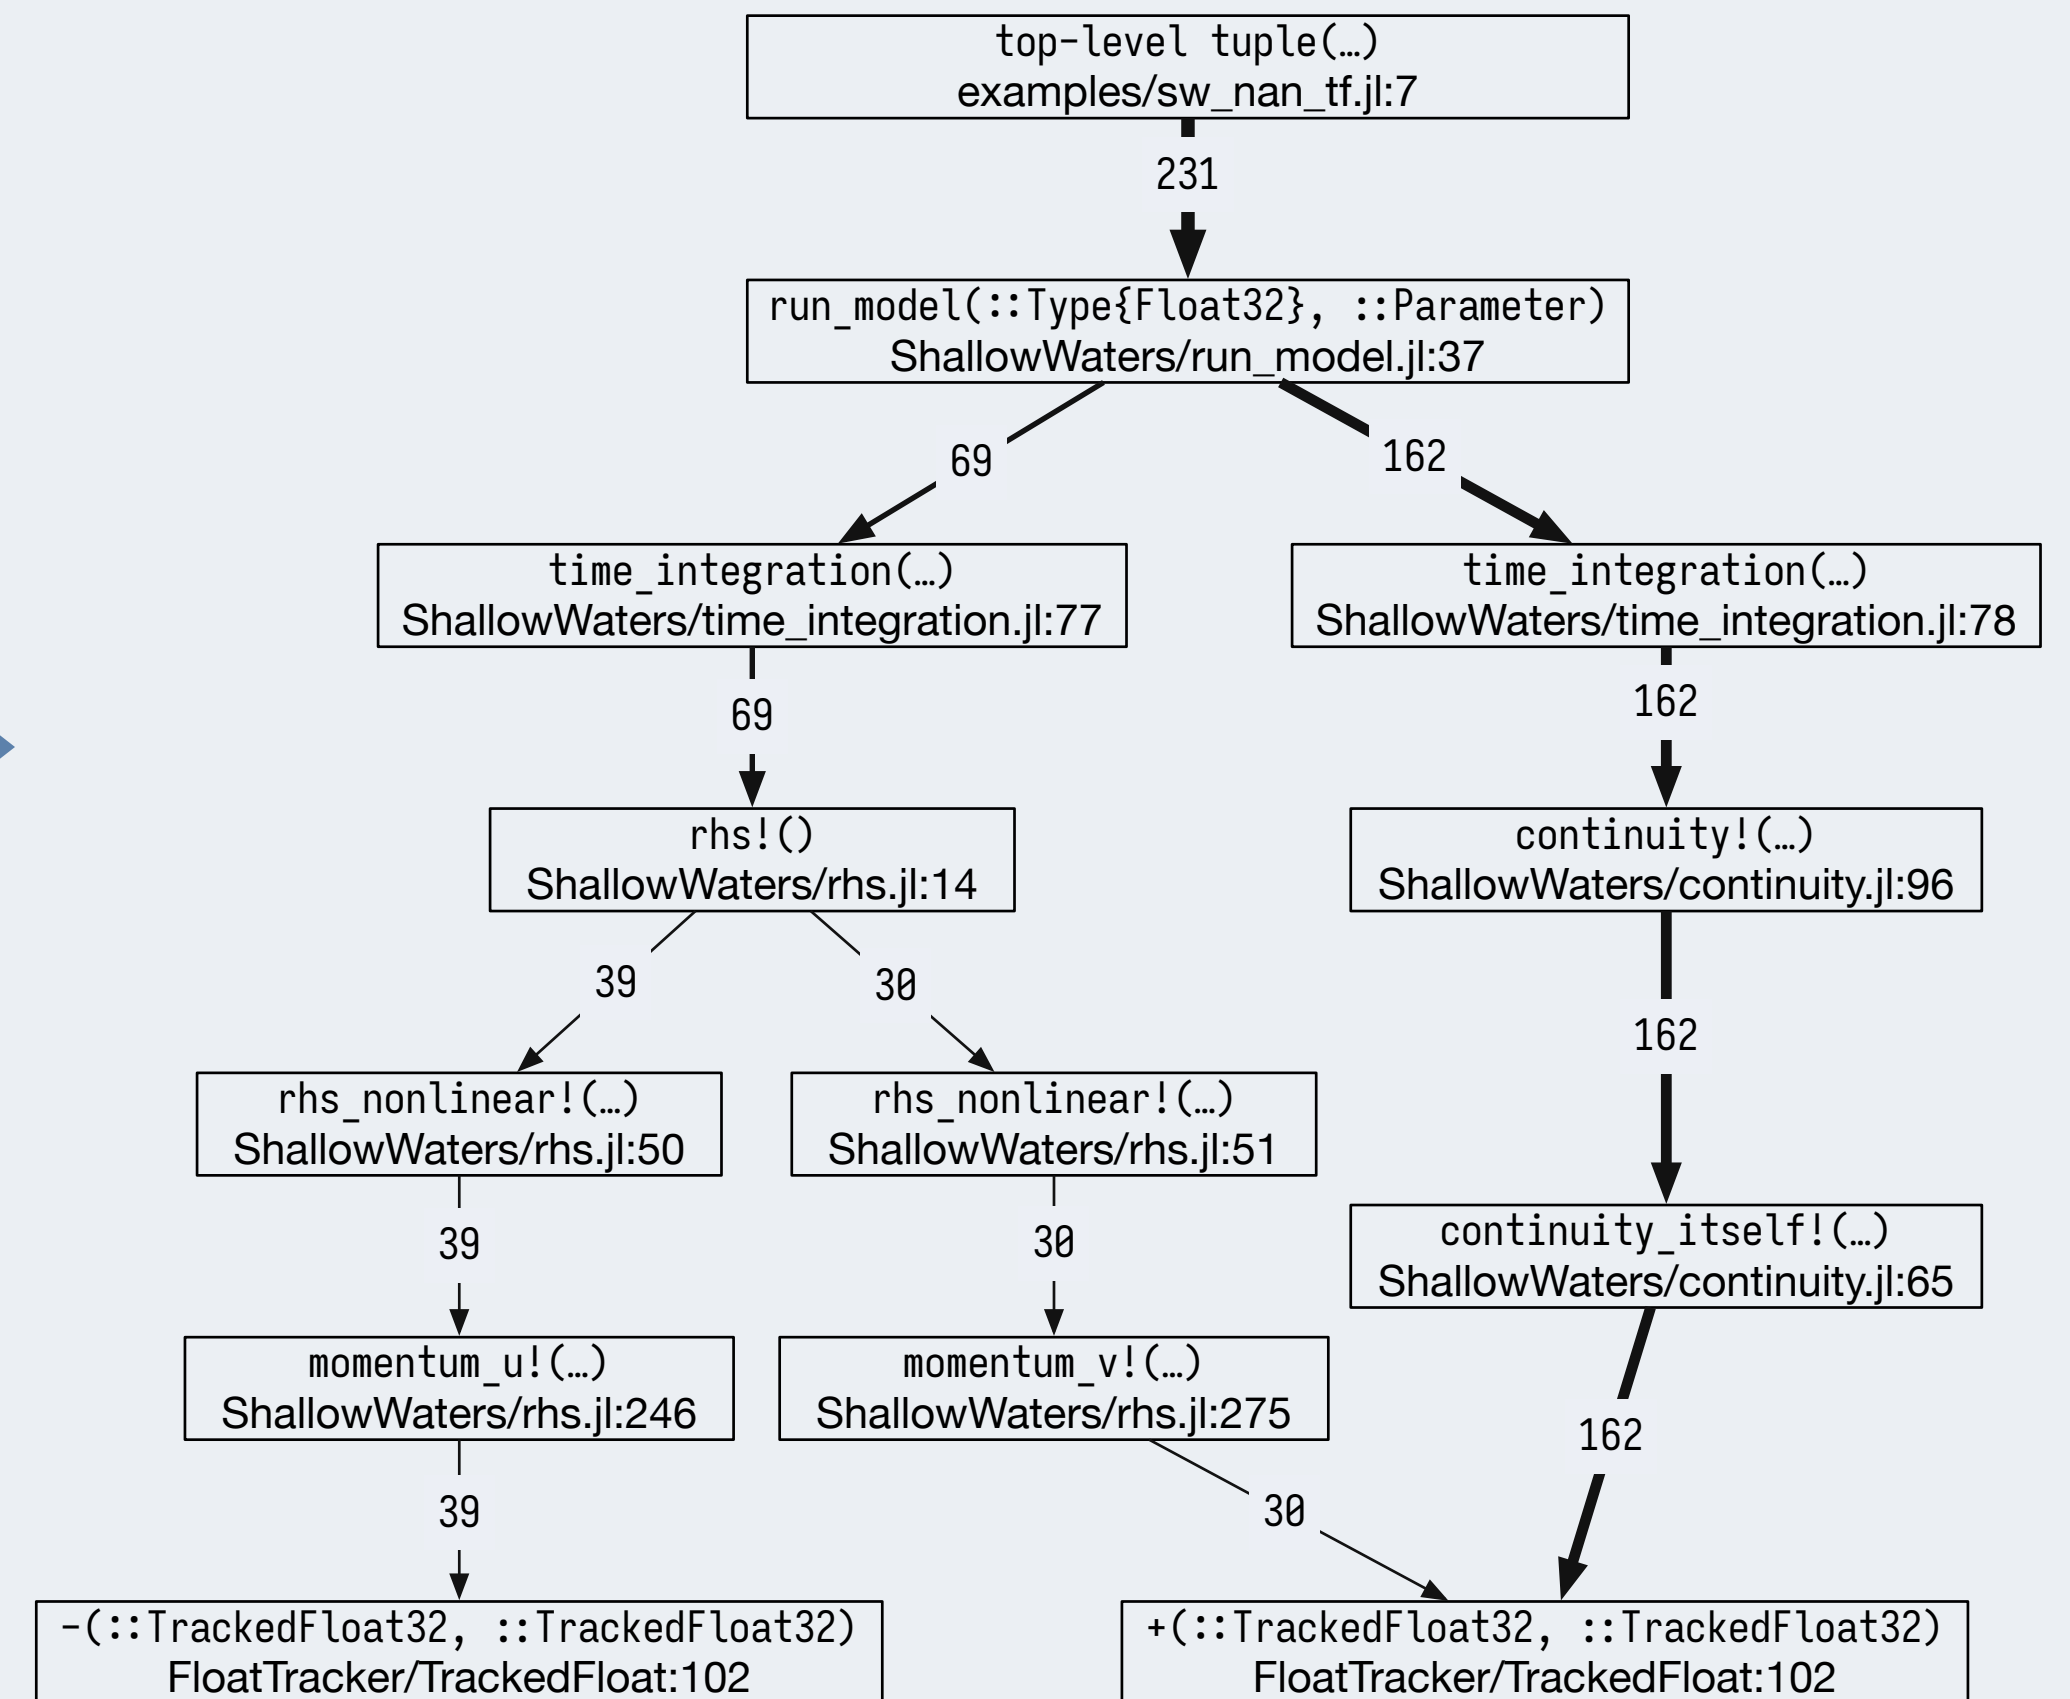 top-level tuple(…)
examples/sw_nan_tf.jl:7
231
run_model(::Type{Float32}, ::Parameter)
ShallowWaters/run_model.jl:37
69
162
time_integration(…)
ShallowWaters/time_integration.jl:77
time_integration(…)
ShallowWaters/time_integration.jl:78
69
162
rhs!()
ShallowWaters/rhs.jl:14
continuity!(…)
ShallowWaters/continuity.jl:96
39
30
162
rhs_nonlinear!(…)
ShallowWaters/rhs.jl:50
rhs_nonlinear!(…)
ShallowWaters/rhs.jl:51
39
30
continuity_itself!(…)
ShallowWaters/continuity.jl:65
momentum_u!(…)
ShallowWaters/rhs.jl:246
momentum_v!(…)
ShallowWaters/rhs.jl:275
162
39
30
-(::TrackedFloat32, ::TrackedFloat32)
FloatTracker/TrackedFloat:102
+(::TrackedFloat32, ::TrackedFloat32)
FloatTracker/TrackedFloat:102